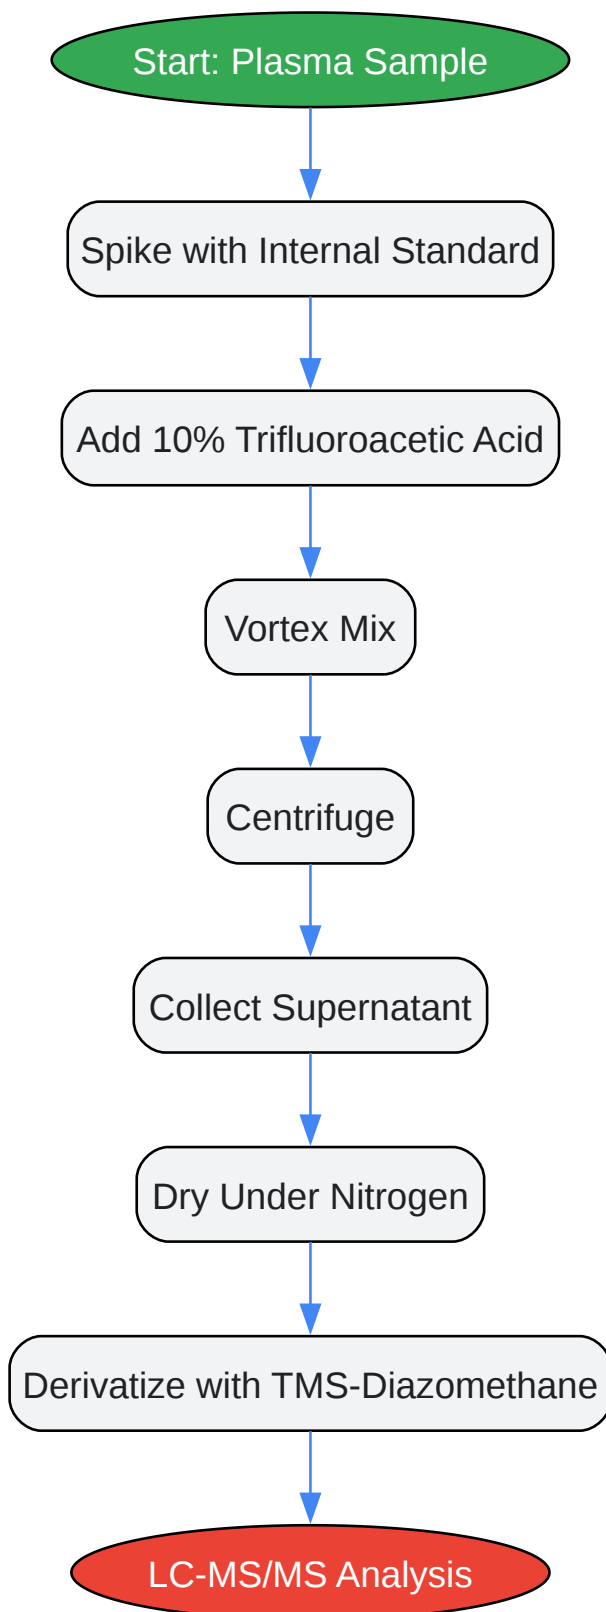 Start: Plasma Sample
Spike with Internal Standard
Add 10% Trifluoroacetic Acid
Vortex Mix
Centrifuge
Collect Supernatant
Dry Under Nitrogen
Derivatize with TMS-Diazomethane
LC-MS/MS Analysis